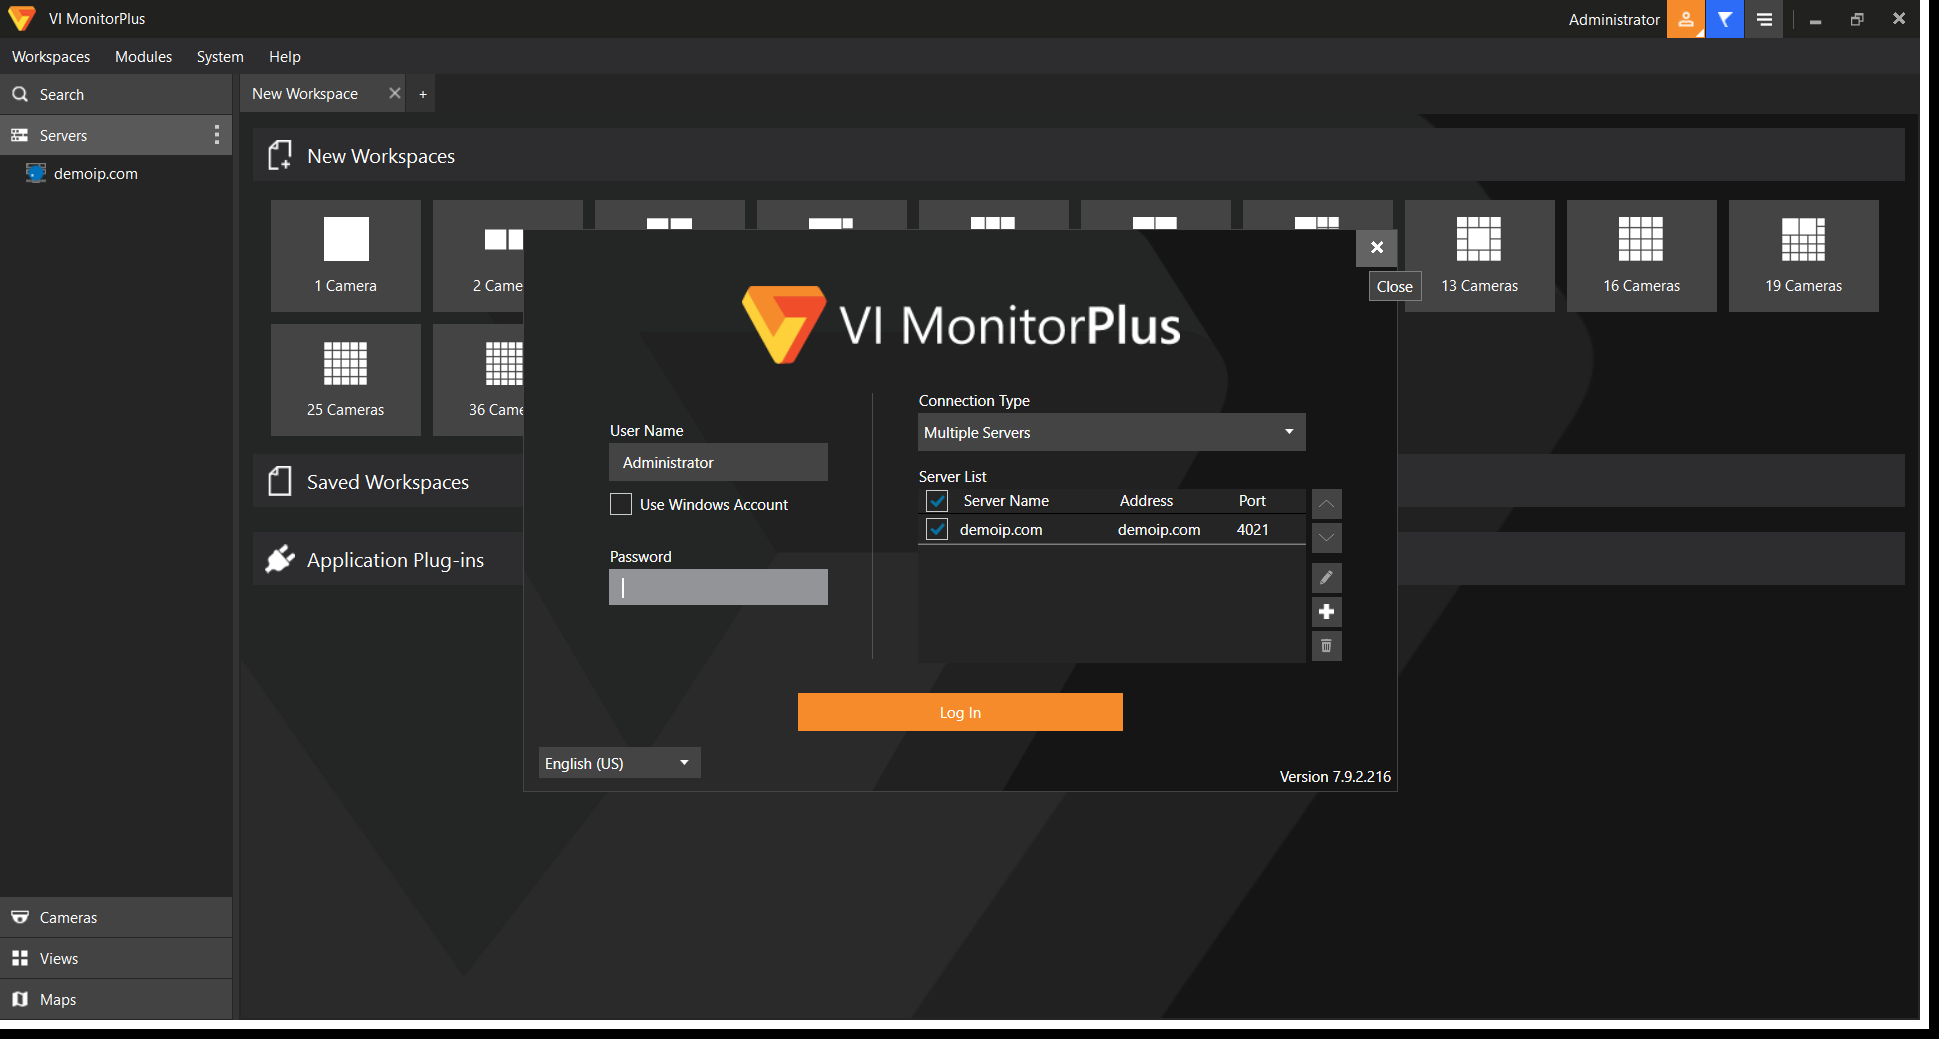 VI MonitorPlus
Administrator
Workspaces Modules System Help
Search
New Workspace
+
Servers
demoip.com
New Workspaces
1 Camera
2 Came
13 Cameras
16 Cameras
19 Cameras
25 Cameras
36 Came
Saved Workspaces
Application Plug-ins
Close
VI MonitorPlus
User Name
Administrator
Use Windows Account
Password
Connection Type
Multiple Servers
Server List
Server Name Address Port
demoip.com demoip.com 4021
Log In
English (US)
Version 7.9.2.216
Cameras
Views
Maps